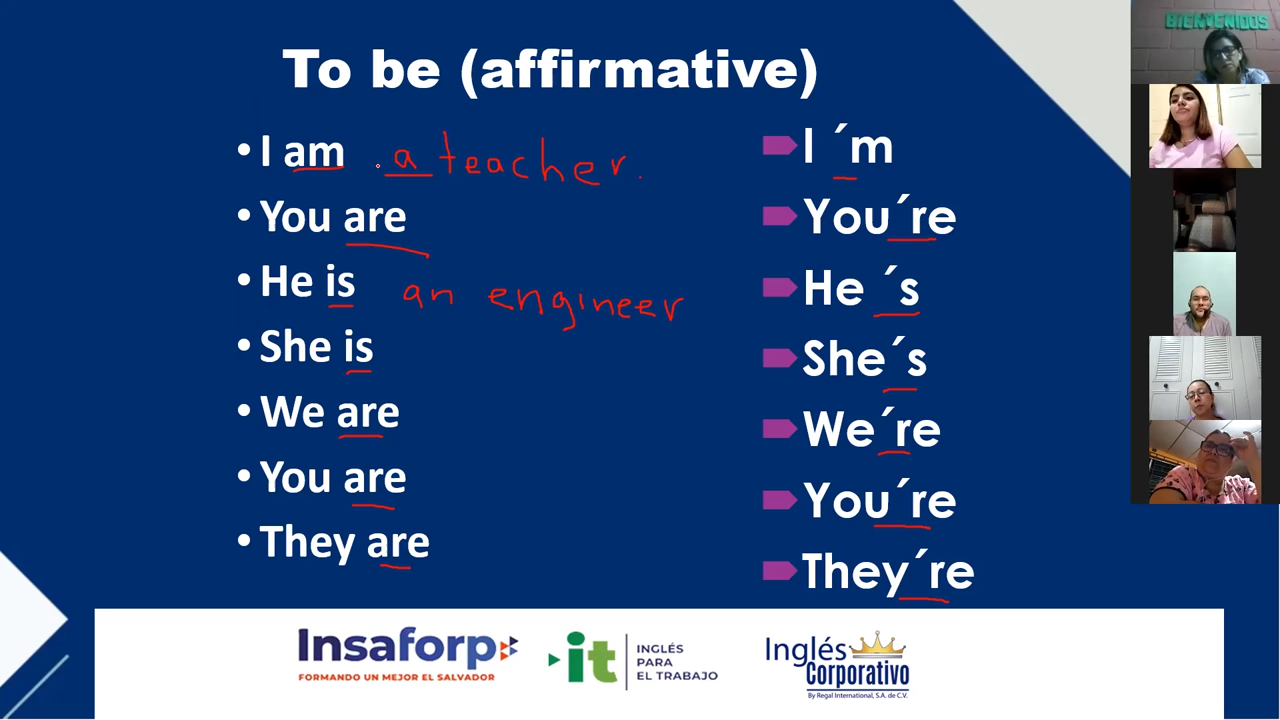 To be (affirmative)
• I am a teacher.
• You are
• He is an engineer
• She is
• We are
• You are
• They are
I ´m
You´re
He ´s
She´s
We´re
You´re
They´re
BIENVENIDOS
Insaforp
FORMANDO UN MEJOR EL SALVADOR
it
INGLÉS
PARA
EL TRABAJO
Inglés
Corporativo
By Regal International, S.A. de C.V.